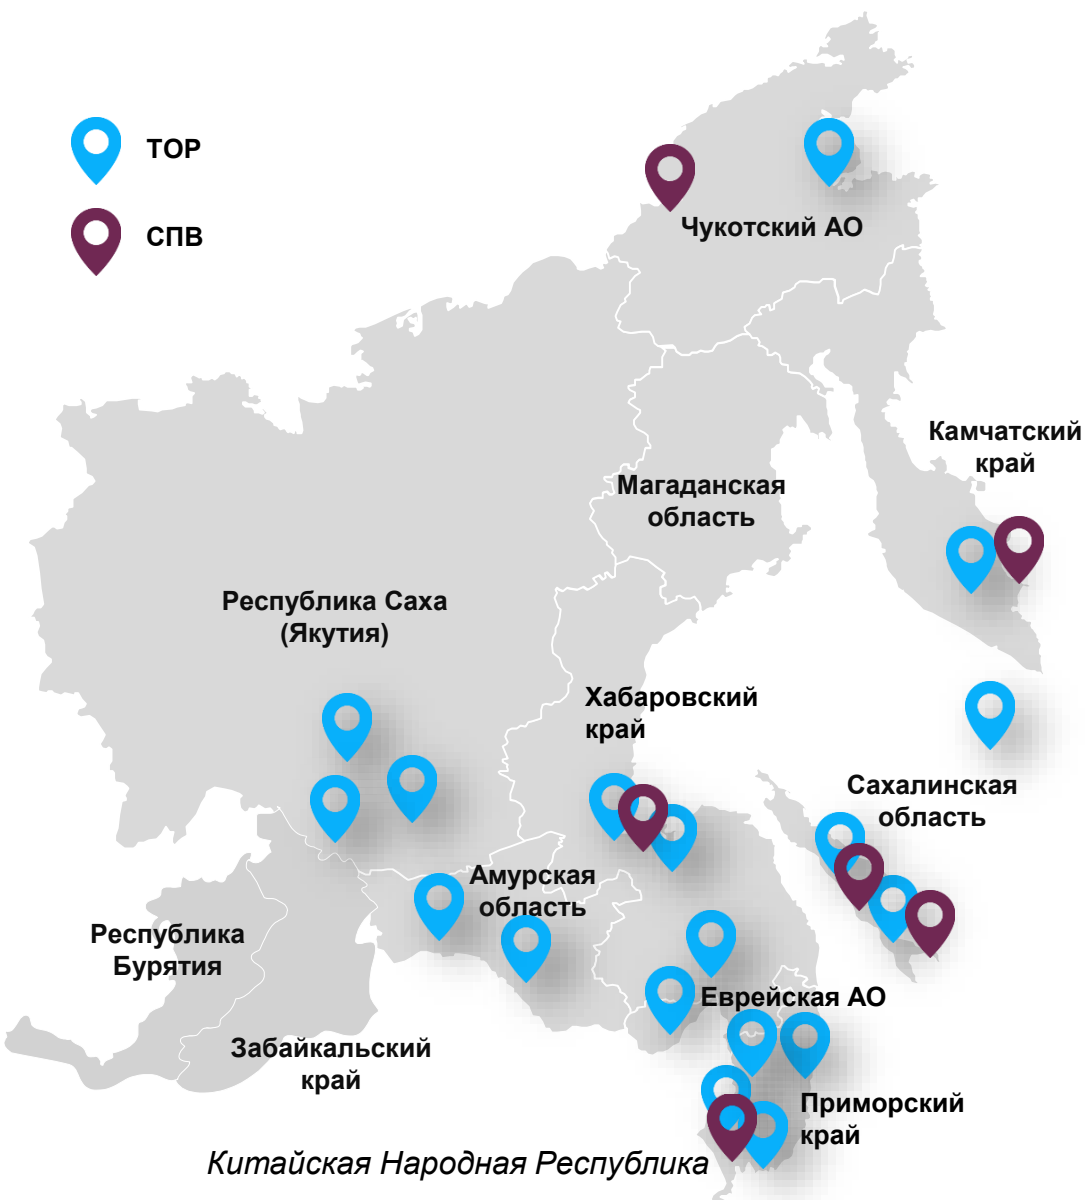 ТОР
СПВ
Чукотский АО
Камчатский
край
Магаданская
область
Республика Саха
(Якутия)
Хабаровский
край
Сахалинская
область
Амурская
область
Республика
Бурятия
Еврейская АО
Забайкальский
край
Приморский
край
Китайская Народная Республика